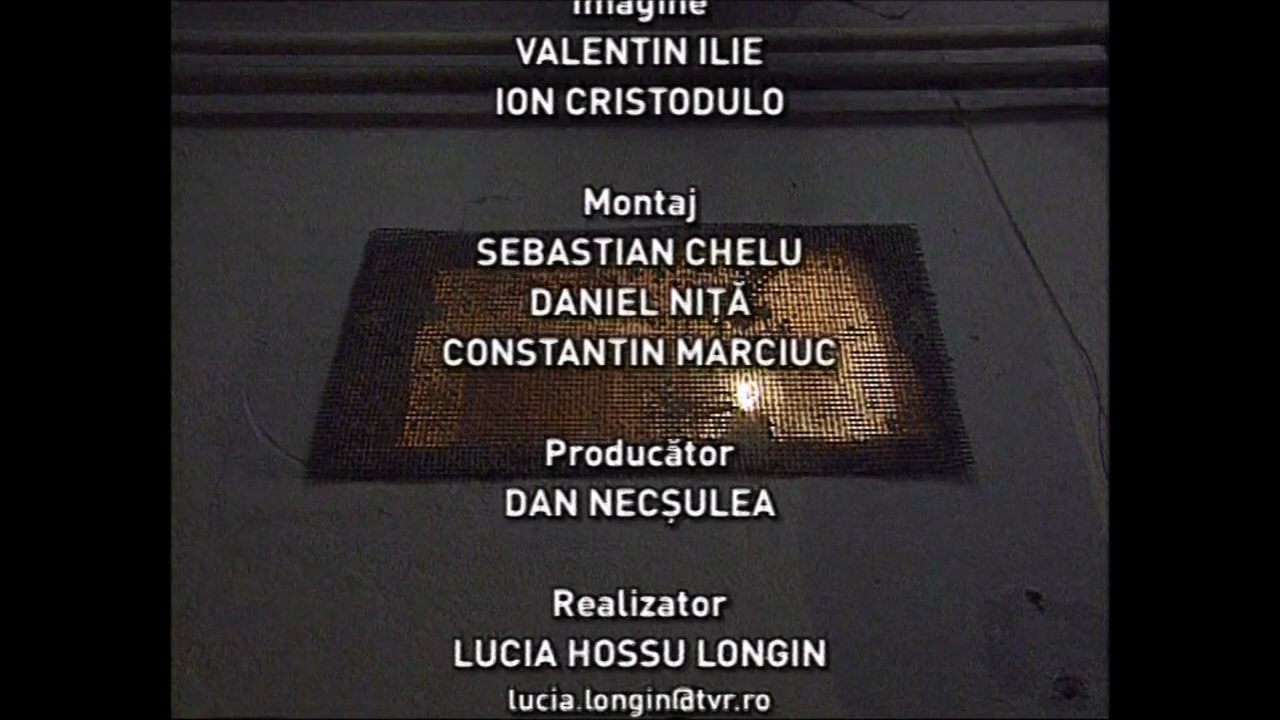 Imagine
VALENTIN ILIE
ION CRISTODULO
Montaj
SEBASTIAN CHELU
DANIEL NIȚĂ
CONSTANTIN MARCIUC
Producător
DAN NECȘULEA
Realizator
LUCIA HOSSU LONGIN
lucia.longin@tvr.ro